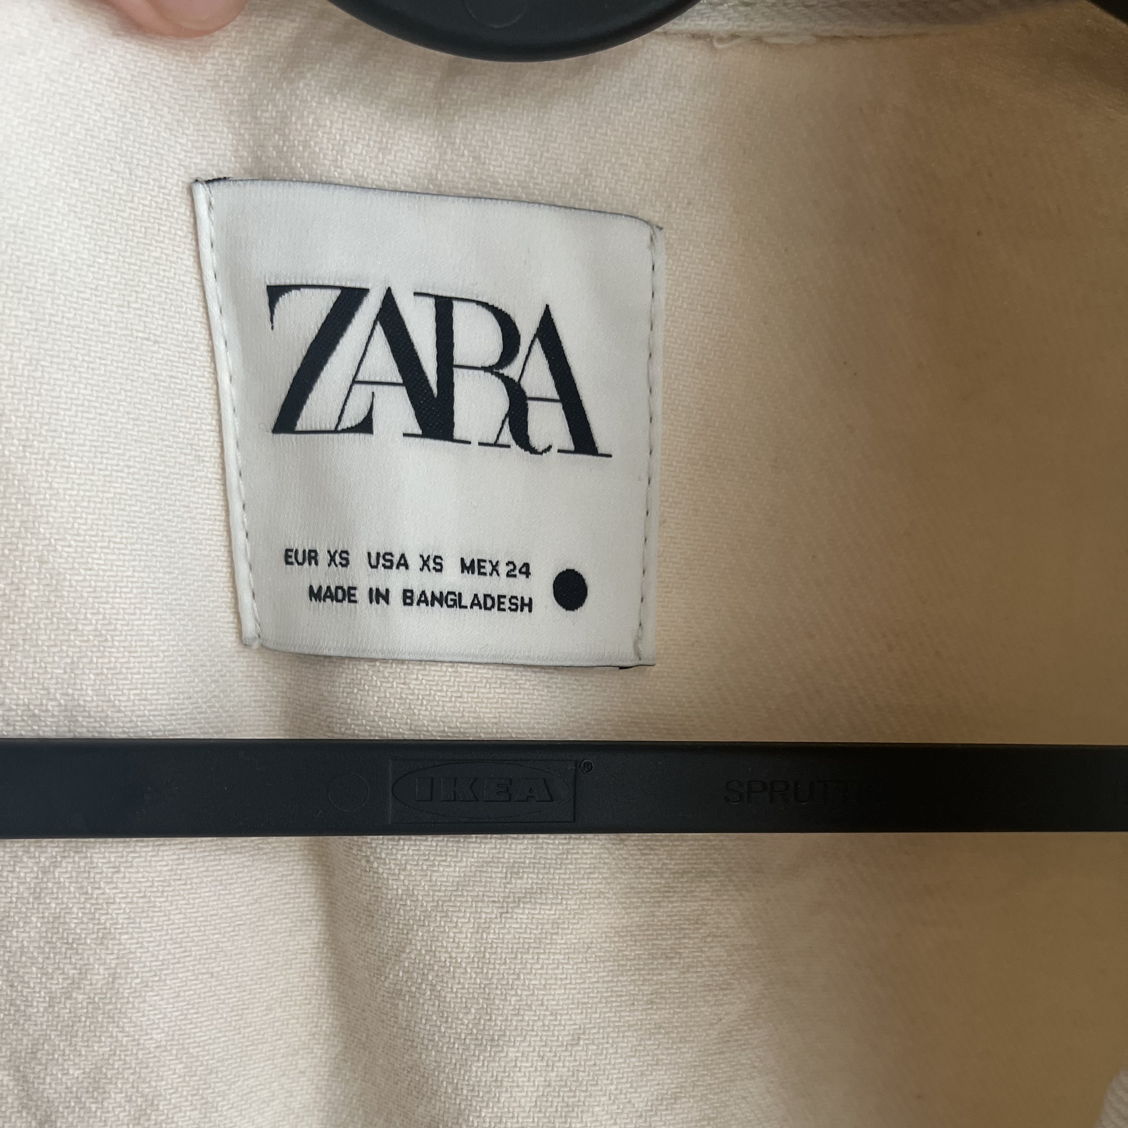 ZARA
EUR XS USA XS MEX 24
MADE IN BANGLADESH
IKEA ®